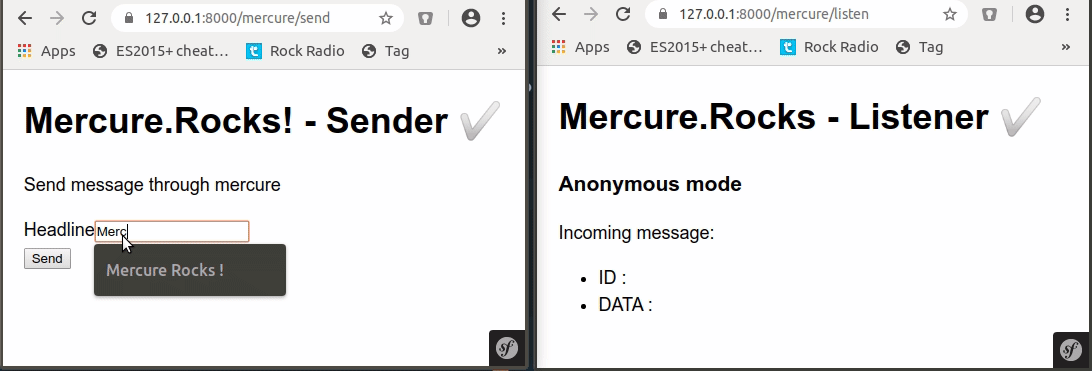 127.0.0.1:8000/mercure/send
Apps ES2015+ cheat… Rock Radio Tag »
Mercure.Rocks! - Sender ✔
Send message through mercure
Headline Merc
Mercure Rocks !
Send
sf
127.0.0.1:8000/mercure/listen
Apps ES2015+ cheat… Rock Radio Tag »
Mercure.Rocks - Listener ✔
Anonymous mode
Incoming message:
• ID :
• DATA :
sf